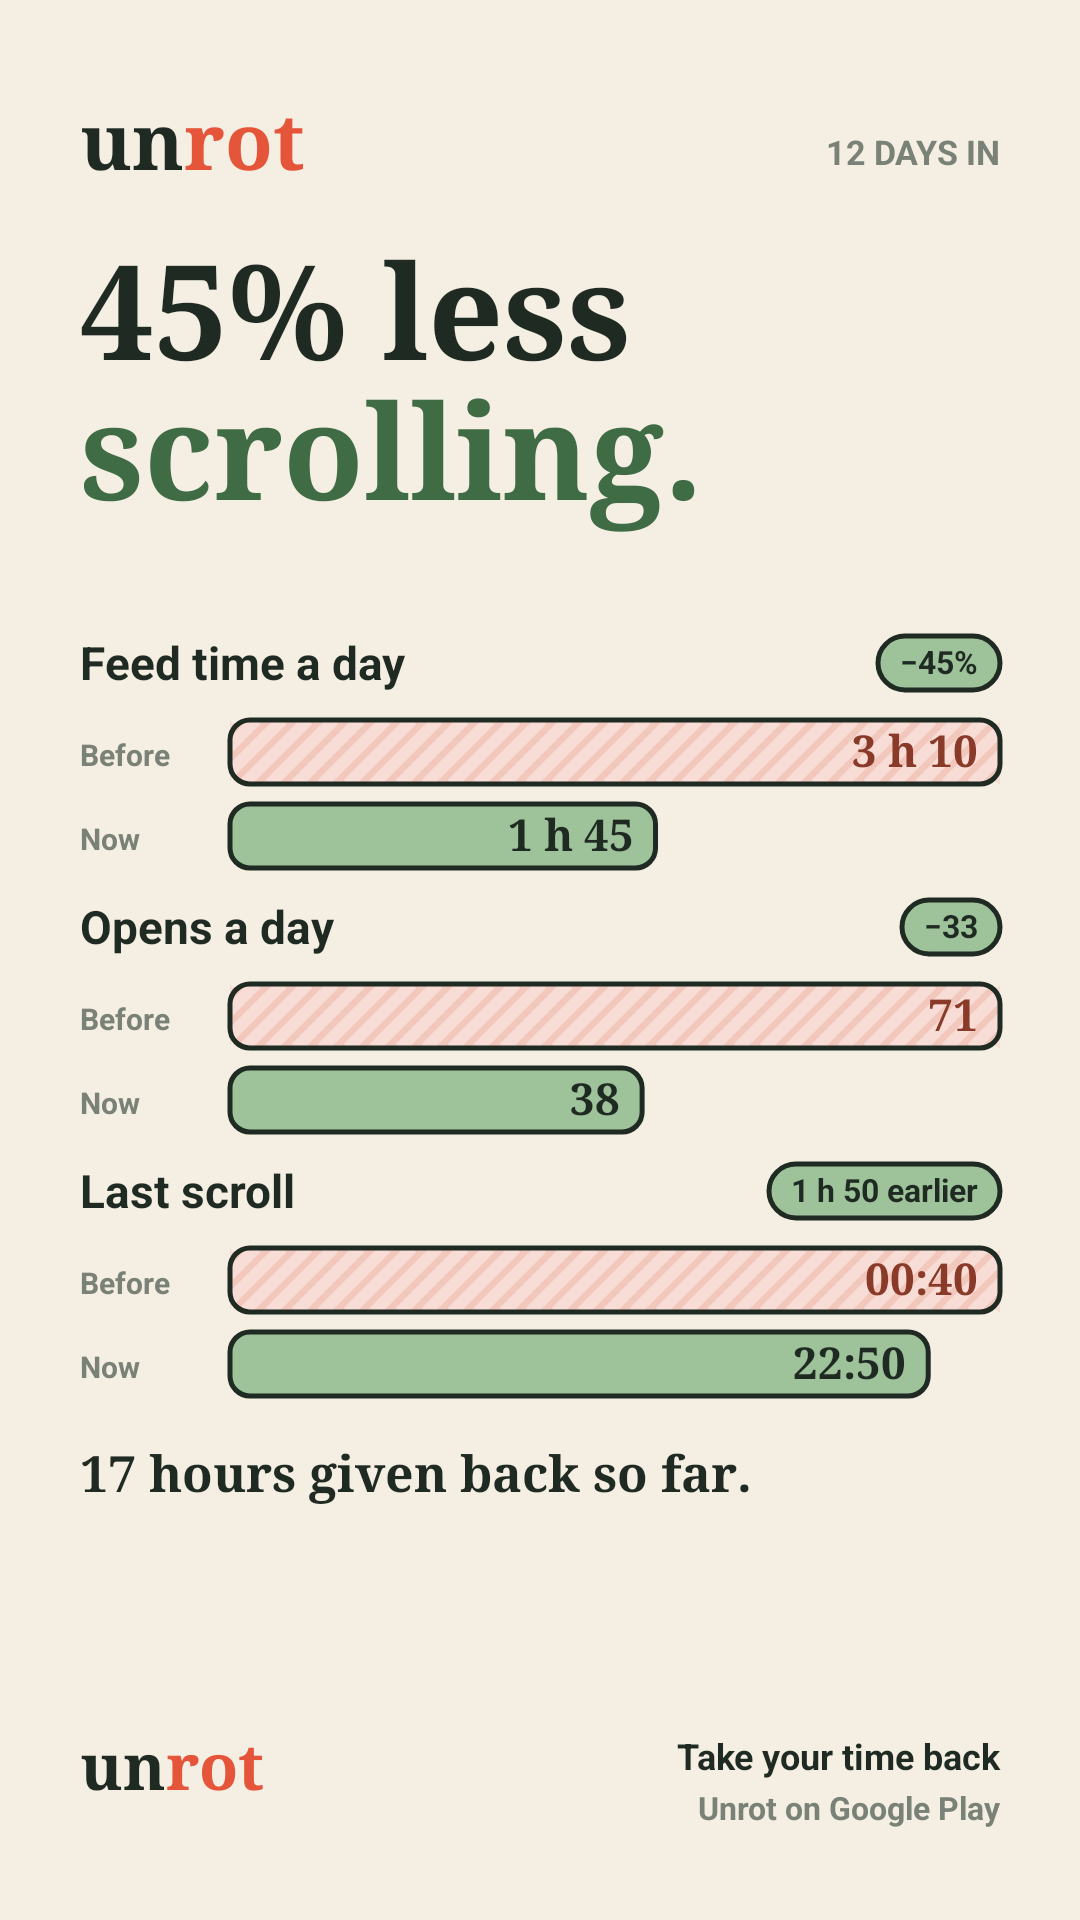 unrot
12 DAYS IN
45% less
scrolling.
Feed time a day
−45%
Before
3 h 10
Now
1 h 45
Opens a day
−33
Before
71
Now
38
Last scroll
1 h 50 earlier
Before
00:40
Now
22:50
17 hours given back so far.
unrot
Take your time back
Unrot on Google Play